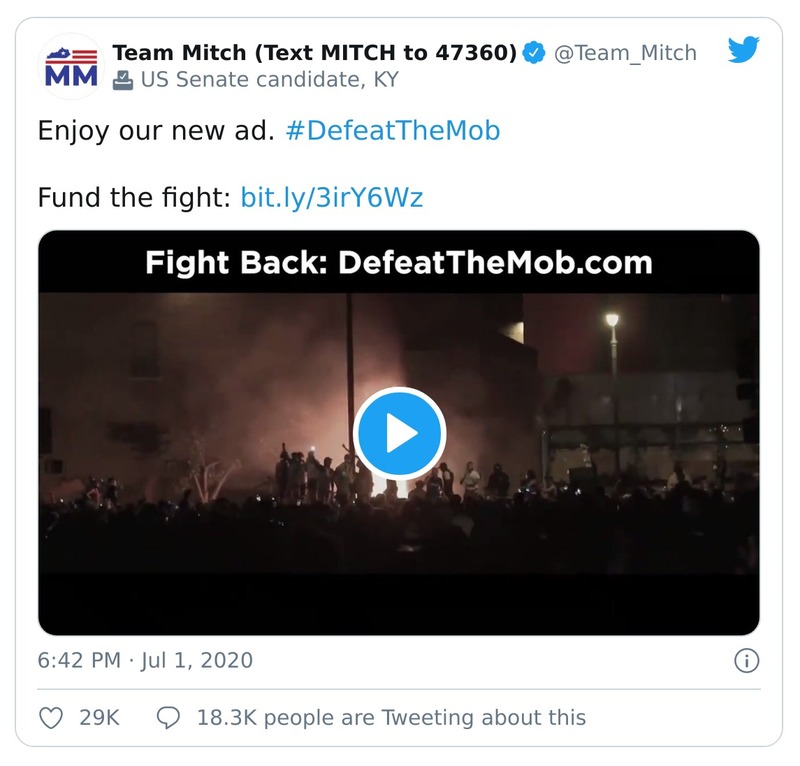 MM
Team Mitch (Text MITCH to 47360) @Team_Mitch
US Senate candidate, KY
Enjoy our new ad. #DefeatTheMob
Fund the fight: bit.ly/3irY6Wz
Fight Back: DefeatTheMob.com
6:42 PM · Jul 1, 2020
29K 18.3K people are Tweeting about this